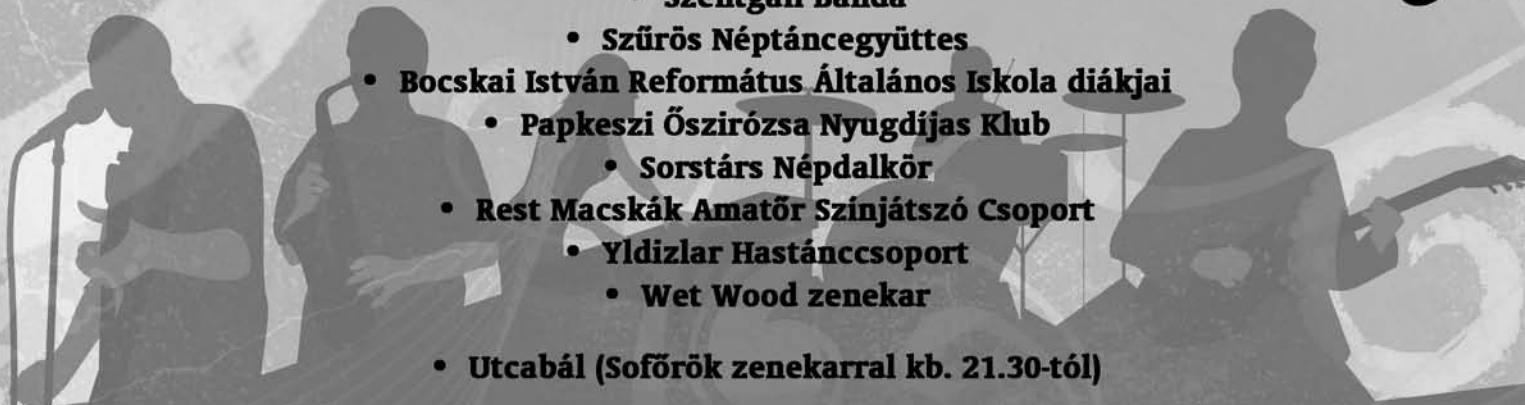 • Szűrös Néptáncegyüttes
• Bocskai István Református Általános Iskola diákjai
• Papkeszi Őszirózsa Nyugdíjas Klub
• Sorstárs Népdalkör
• Rest Macskák Amatőr Színjátszó Csoport
• Yldizlar Hastánccsoport
• Wet Wood zenekar
• Utcabál (Sofőrök zenekarral kb. 21.30-tól)